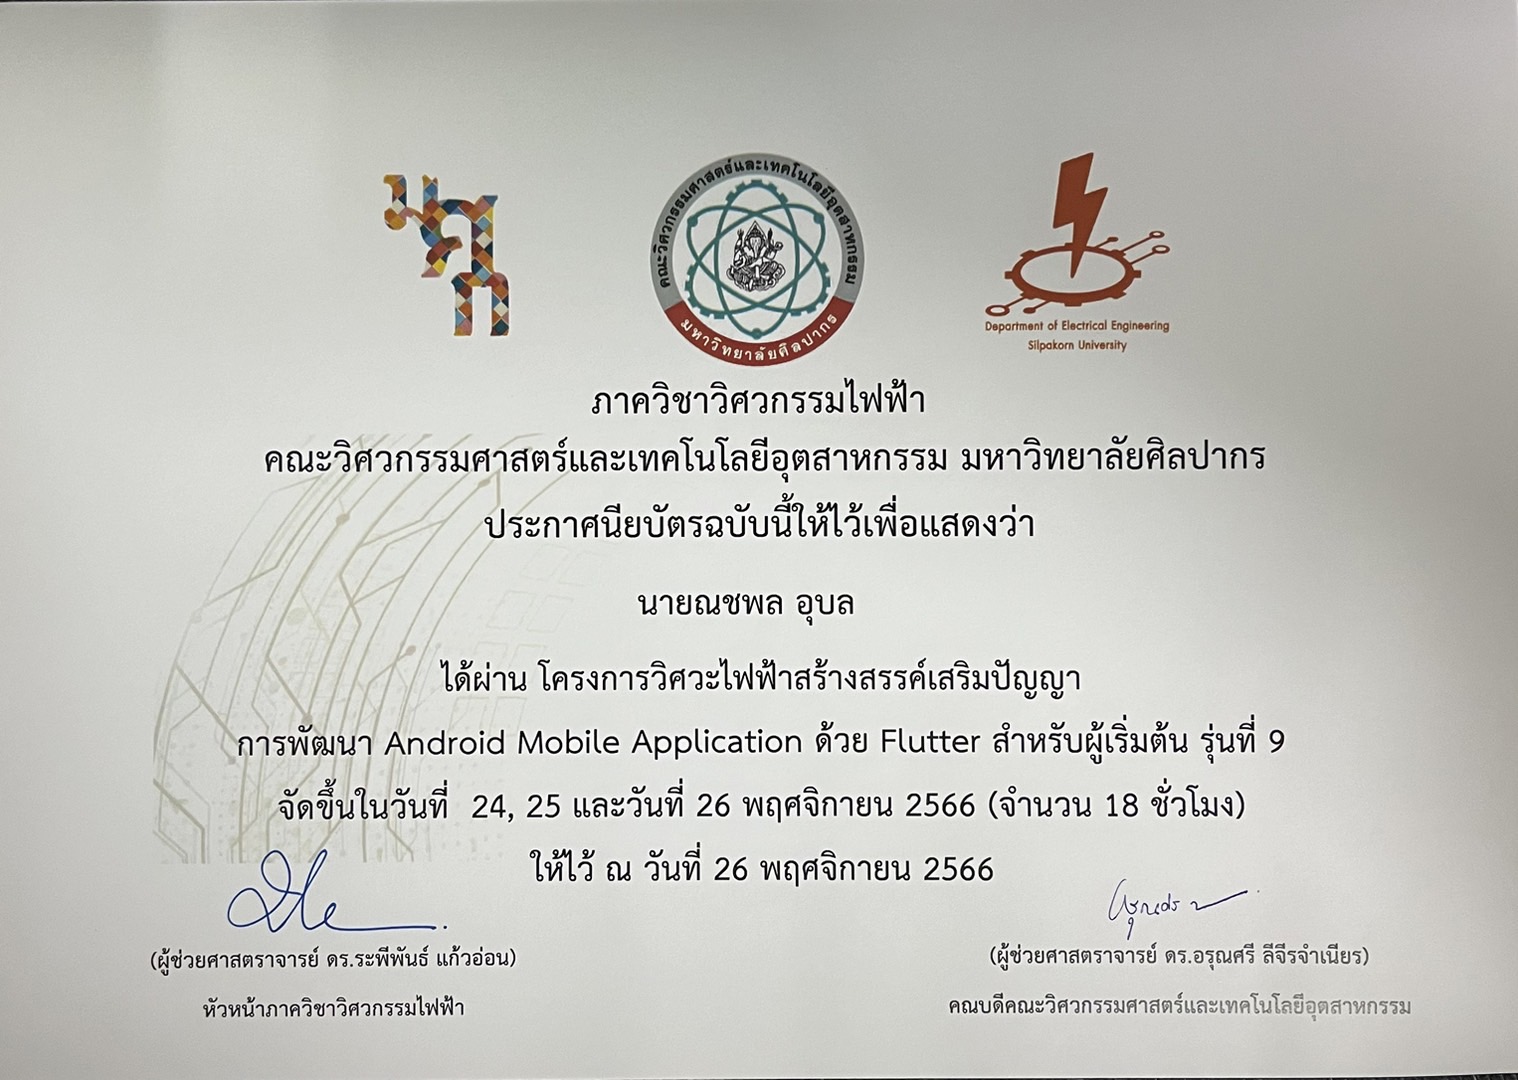 มศก
คณะวิศวกรรมศาสตร์และเทคโนโลยีอุตสาหกรรม
มหาวิทยาลัยศิลปากร
Department of Electrical Engineering
Silpakorn University
ภาควิชาวิศวกรรมไฟฟ้า
คณะวิศวกรรมศาสตร์และเทคโนโลยีอุตสาหกรรม มหาวิทยาลัยศิลปากร
ประกาศนียบัตรฉบับนี้ให้ไว้เพื่อแสดงว่า
นายณชพล อุบล
ได้ผ่าน โครงการวิศวะไฟฟ้าสร้างสรรค์เสริมปัญญา
การพัฒนา Android Mobile Application ด้วย Flutter สำหรับผู้เริ่มต้น รุ่นที่ 9
จัดขึ้นในวันที่ 24, 25 และวันที่ 26 พฤศจิกายน 2566 (จำนวน 18 ชั่วโมง)
ให้ไว้ ณ วันที่ 26 พฤศจิกายน 2566
(ผู้ช่วยศาสตราจารย์ ดร.ระพีพันธ์ แก้วอ่อน)
หัวหน้าภาควิชาวิศวกรรมไฟฟ้า
(ผู้ช่วยศาสตราจารย์ ดร.อรุณศรี ลีจีรจำเนียร)
คณบดีคณะวิศวกรรมศาสตร์และเทคโนโลยีอุตสาหกรรม